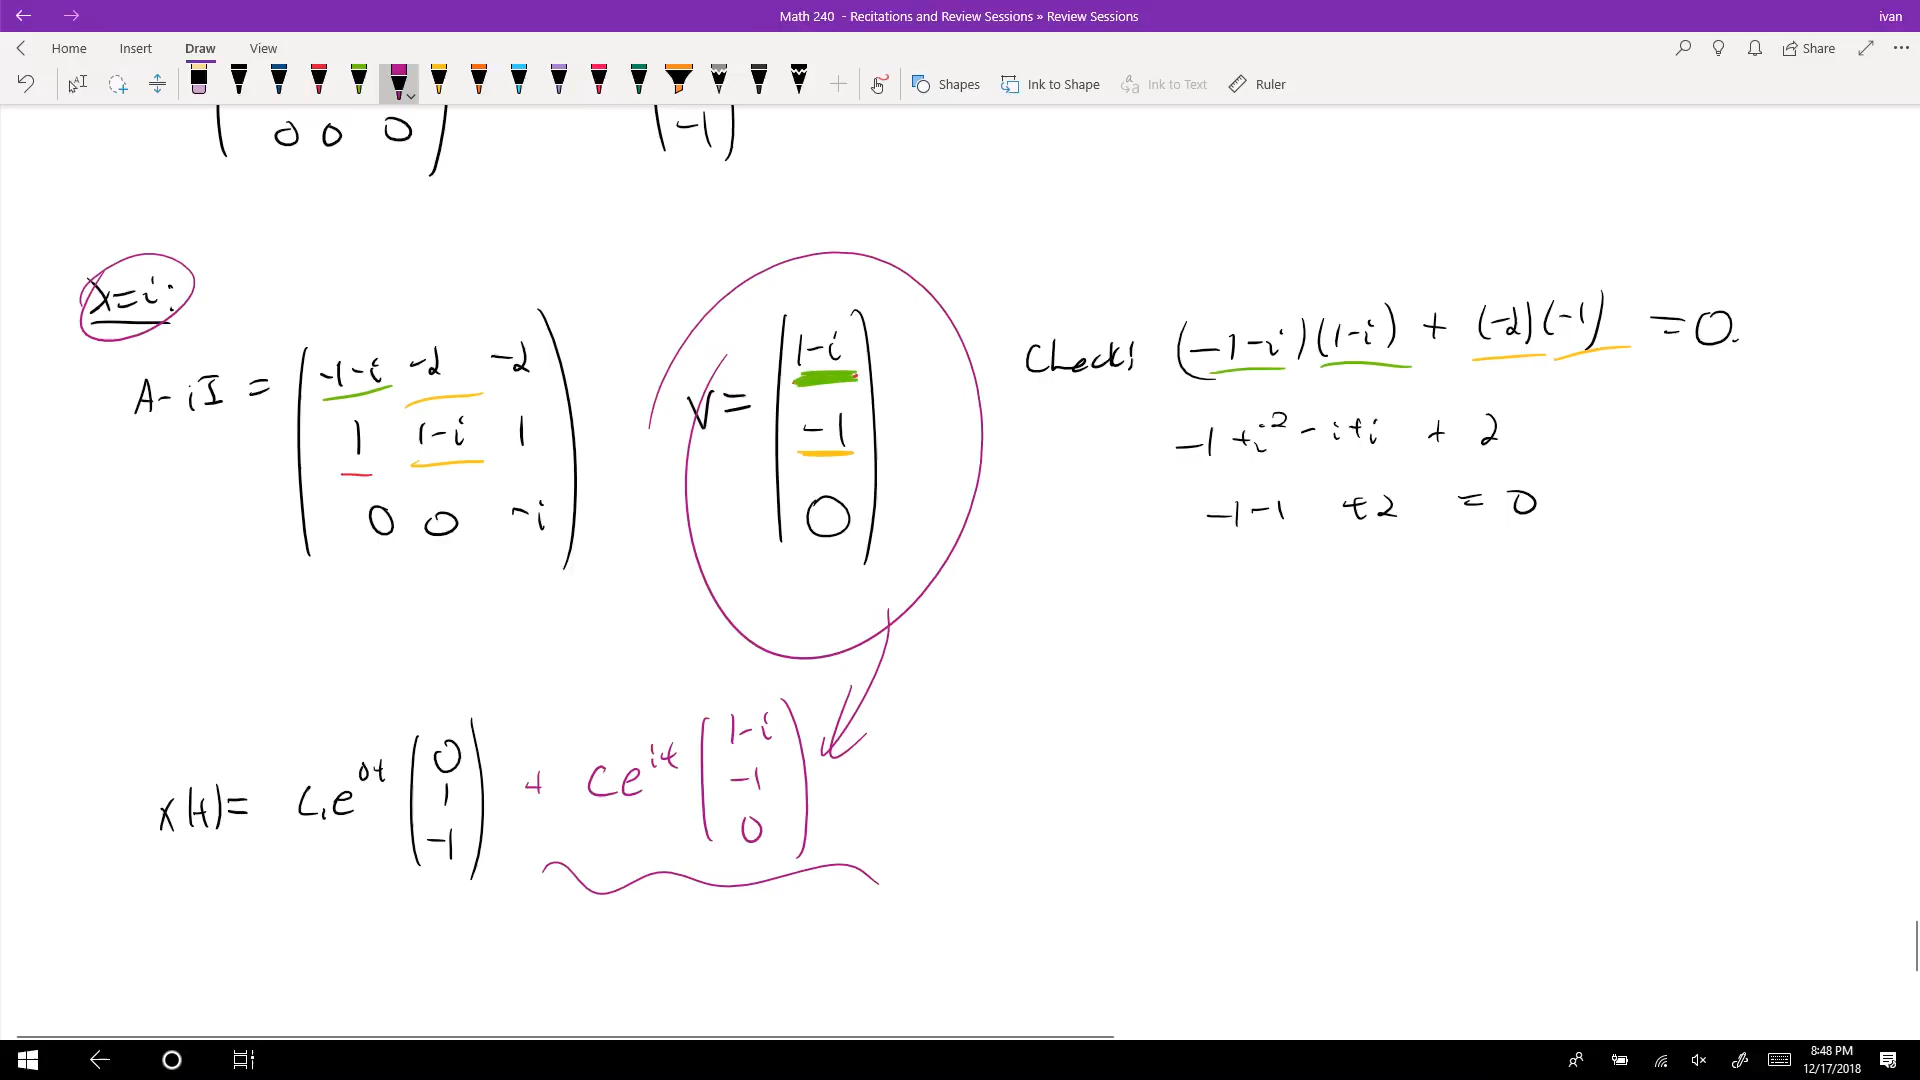 Math 240 - Recitations and Review Sessions » Review Sessions
ivan
Home Insert Draw View
Share
Shapes Ink to Shape Ink to Text Ruler
0 0 0
-1
λ=i:
A-iI = ( -1-i -2 -2
1 1-i 1
0 0 -i )
V = ( 1-i
-1
0 )
Check: (-1-i)(1-i) + (-2)(-1) = 0.
-1 + i² - i + i + 2
-1 -1 +2 = 0
x(t) = C₁e^{0t} ( 0
1
-1 )
+ Ce^{it} ( 1-i
-1
0 )
8:48 PM
12/17/2018